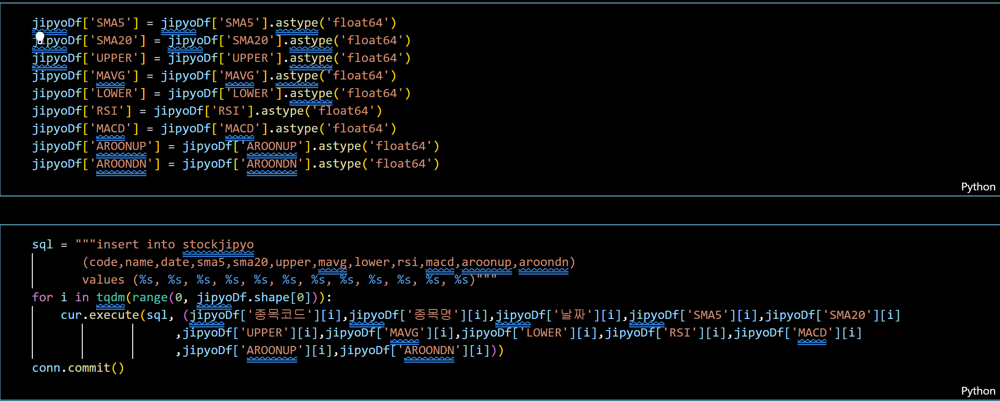 jipyoDf['SMA5'] = jipyoDf['SMA5'].astype('float64')
jipyoDf['SMA20'] = jipyoDf['SMA20'].astype('float64')
jipyoDf['UPPER'] = jipyoDf['UPPER'].astype('float64')
jipyoDf['MAVG'] = jipyoDf['MAVG'].astype('float64')
jipyoDf['LOWER'] = jipyoDf['LOWER'].astype('float64')
jipyoDf['RSI'] = jipyoDf['RSI'].astype('float64')
jipyoDf['MACD'] = jipyoDf['MACD'].astype('float64')
jipyoDf['AROONUP'] = jipyoDf['AROONUP'].astype('float64')
jipyoDf['AROONDN'] = jipyoDf['AROONDN'].astype('float64')
Python
sql = """insert into stockjipyo
(code,name,date,sma5,sma20,upper,mavg,lower,rsi,macd,aroonup,aroondn)
values (%s, %s, %s, %s, %s, %s, %s, %s, %s, %s, %s, %s)"""
for i in tqdm(range(0, jipyoDf.shape[0])):
cur.execute(sql, (jipyoDf['종목코드'][i],jipyoDf['종목명'][i],jipyoDf['날짜'][i],jipyoDf['SMA5'][i],jipyoDf['SMA20'][i]
,jipyoDf['UPPER'][i],jipyoDf['MAVG'][i],jipyoDf['LOWER'][i],jipyoDf['RSI'][i],jipyoDf['MACD'][i]
,jipyoDf['AROONUP'][i],jipyoDf['AROONDN'][i]))
conn.commit()
Python